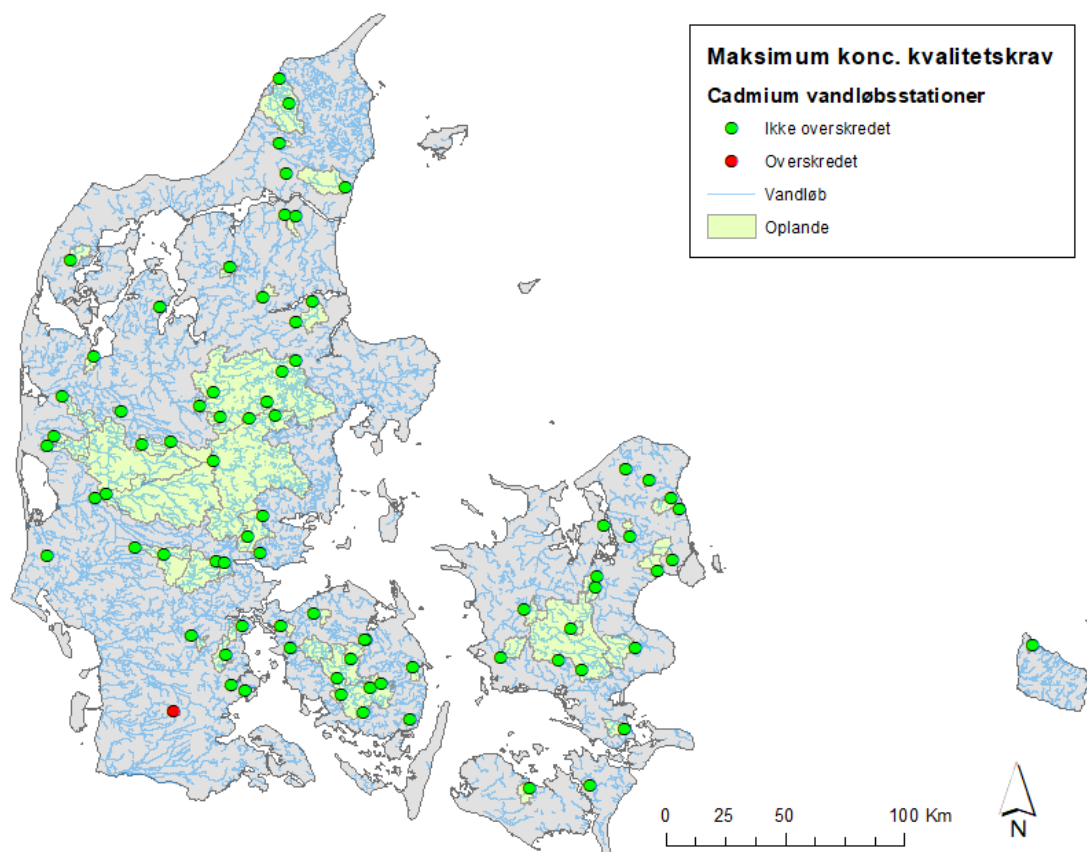 Maksimum konc. kvalitetskrav
Cadmium vandløbsstationer
Ikke overskredet
Overskredet
Vandløb
Oplande
0 25 50 100 Km
N